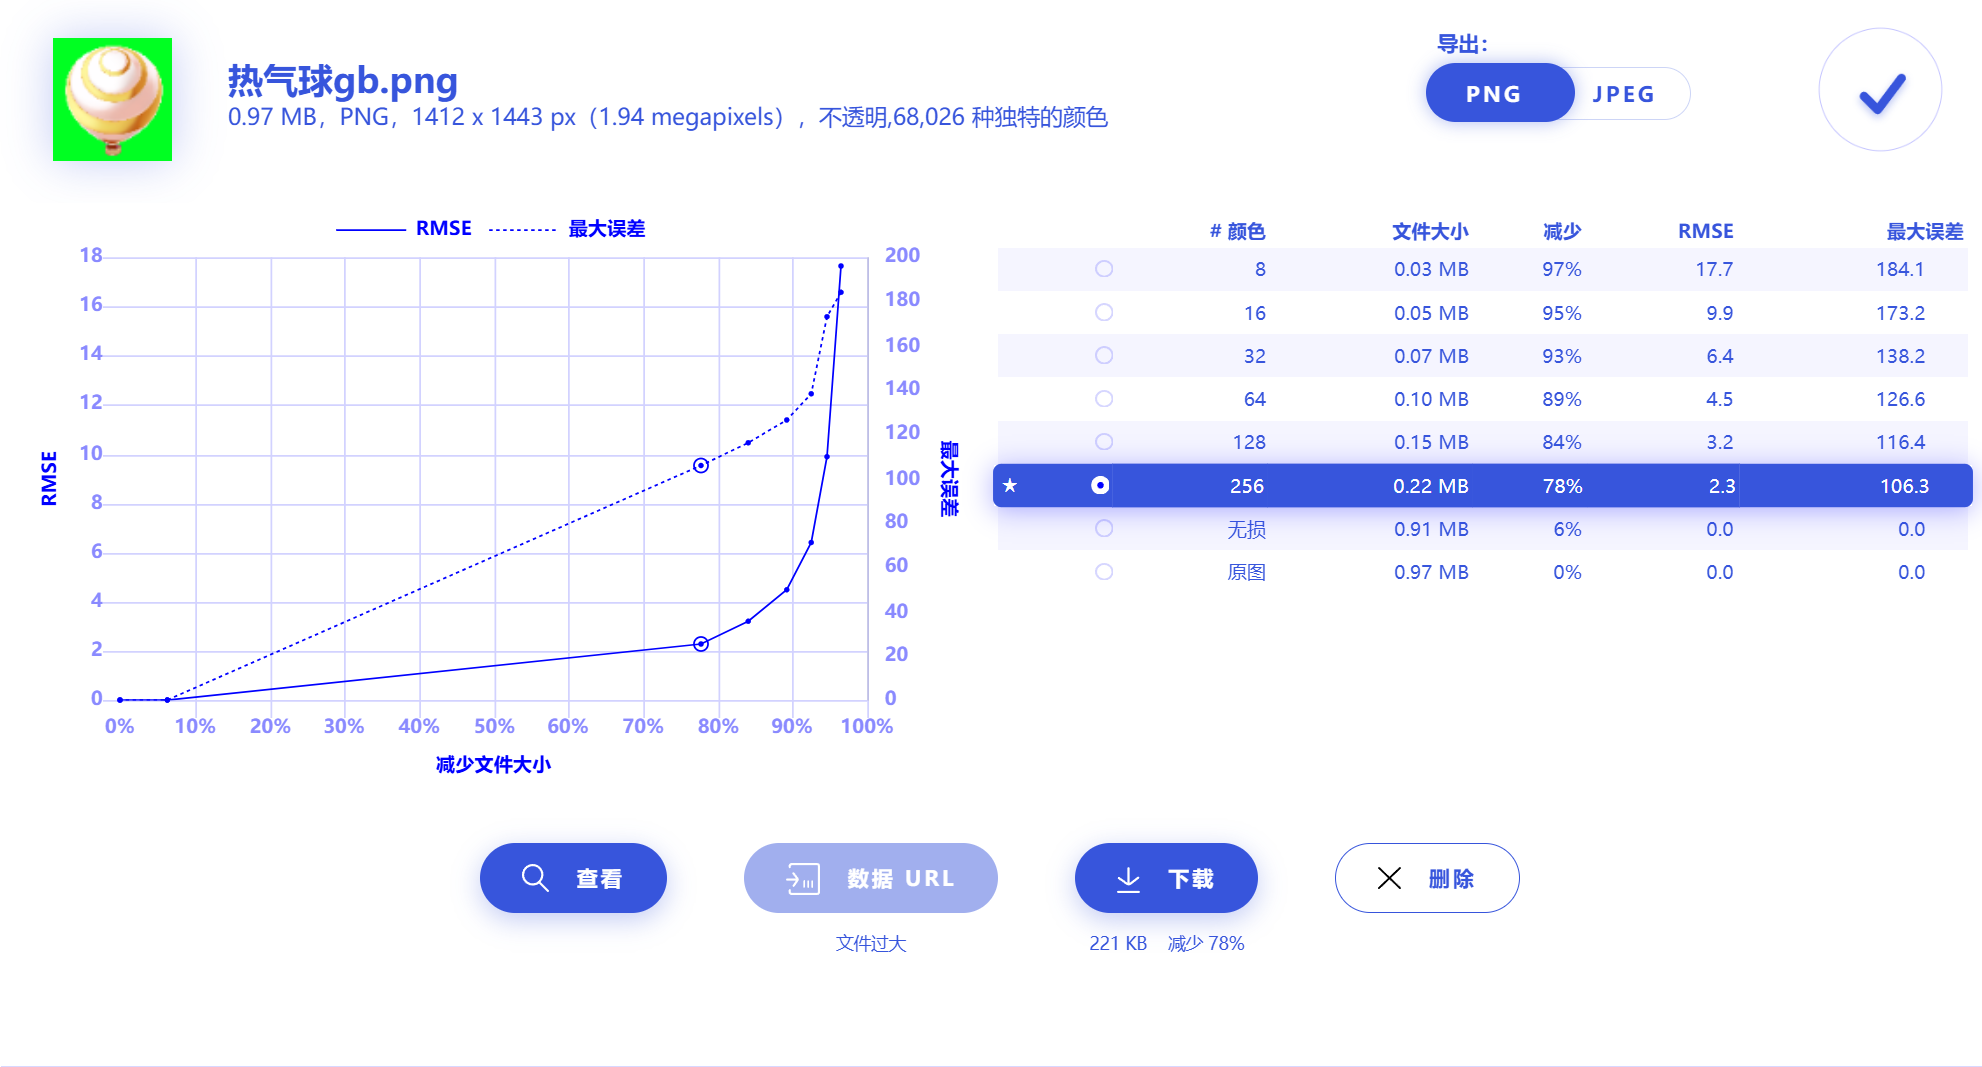 热气球gb.png
0.97 MB，PNG，1412 x 1443 px（1.94 megapixels），不透明,68,026 种独特的颜色
导出：
PNG JPEG
RMSE 最大误差
18
16
14
12
10
8
6
4
2
0
RMSE
200
180
160
140
120
100
80
60
40
20
0
最大误差
0% 10% 20% 30% 40% 50% 60% 70% 80% 90% 100%
减少文件大小
# 颜色 文件大小 减少 RMSE 最大误差
8 0.03 MB 97% 17.7 184.1
16 0.05 MB 95% 9.9 173.2
32 0.07 MB 93% 6.4 138.2
64 0.10 MB 89% 4.5 126.6
128 0.15 MB 84% 3.2 116.4
★ 256 0.22 MB 78% 2.3 106.3
无损 0.91 MB 6% 0.0 0.0
原图 0.97 MB 0% 0.0 0.0
查看 数据 URL 下载 删除
文件过大 221 KB 减少 78%